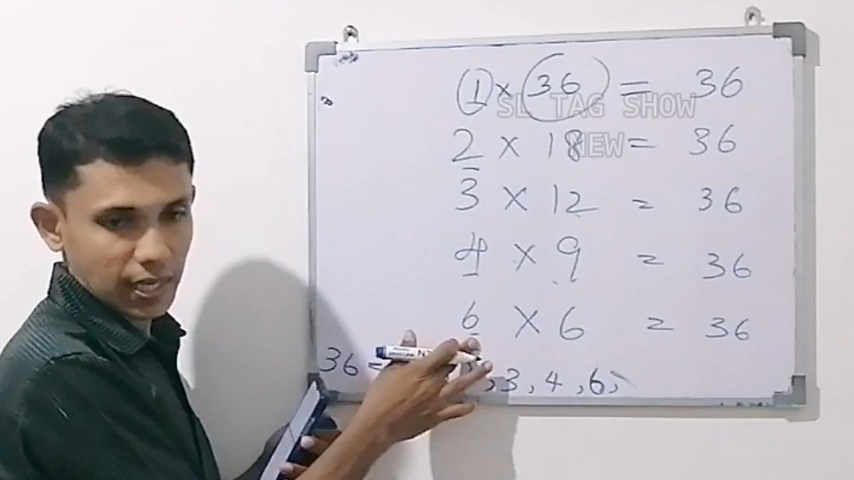 1 × 36 = 36
SL TAG SHOW
NEW
2 × 18 = 36
3 × 12 = 36
4 × 9 = 36
6 × 6 = 36
36 = , 3, 4, 6,